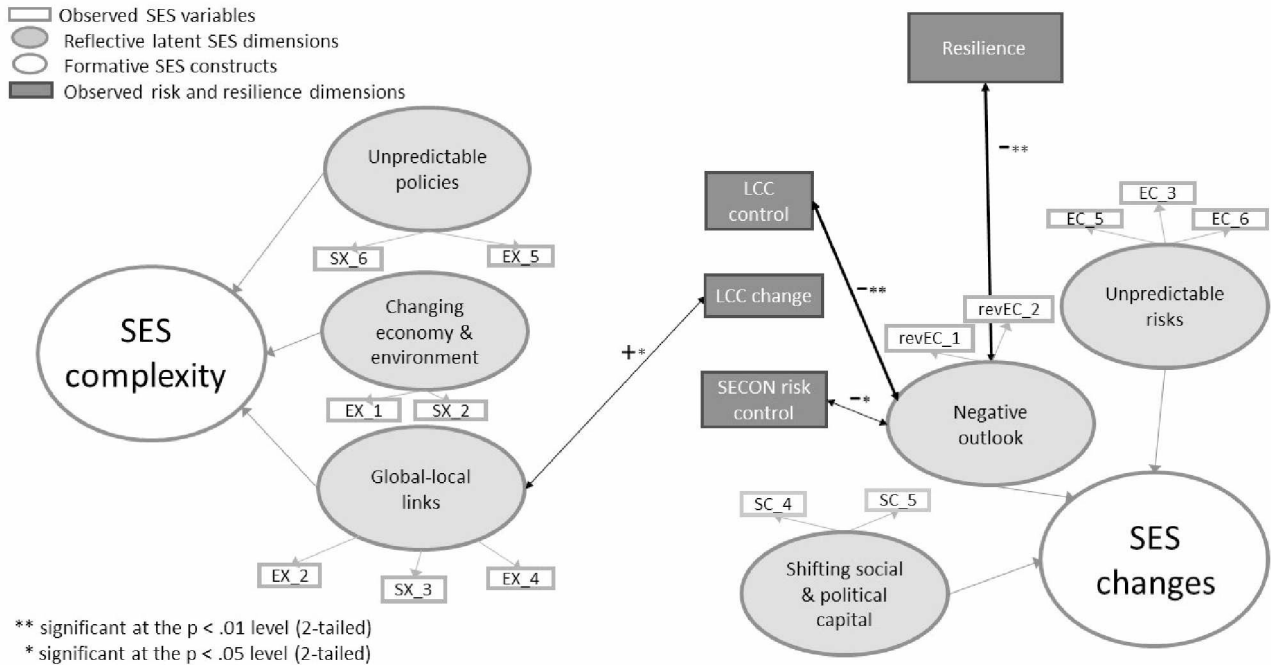 Observed SES variables
Reflective latent SES dimensions
Formative SES constructs
Observed risk and resilience dimensions
Unpredictable
policies
SX_6
EX_5
SES
complexity
Changing
economy &
environment
EX_1
SX_2
Global-local
links
EX_2
SX_3
EX_4
** significant at the p < .01 level (2-tailed)
* significant at the p < .05 level (2-tailed)
+*
Resilience
–**
LCC
control
–**
LCC change
SECON risk
control
–*
EC_3
EC_5
EC_6
Unpredictable
risks
revEC_2
revEC_1
Negative
outlook
SC_4
SC_5
Shifting social
& political
capital
SES
changes